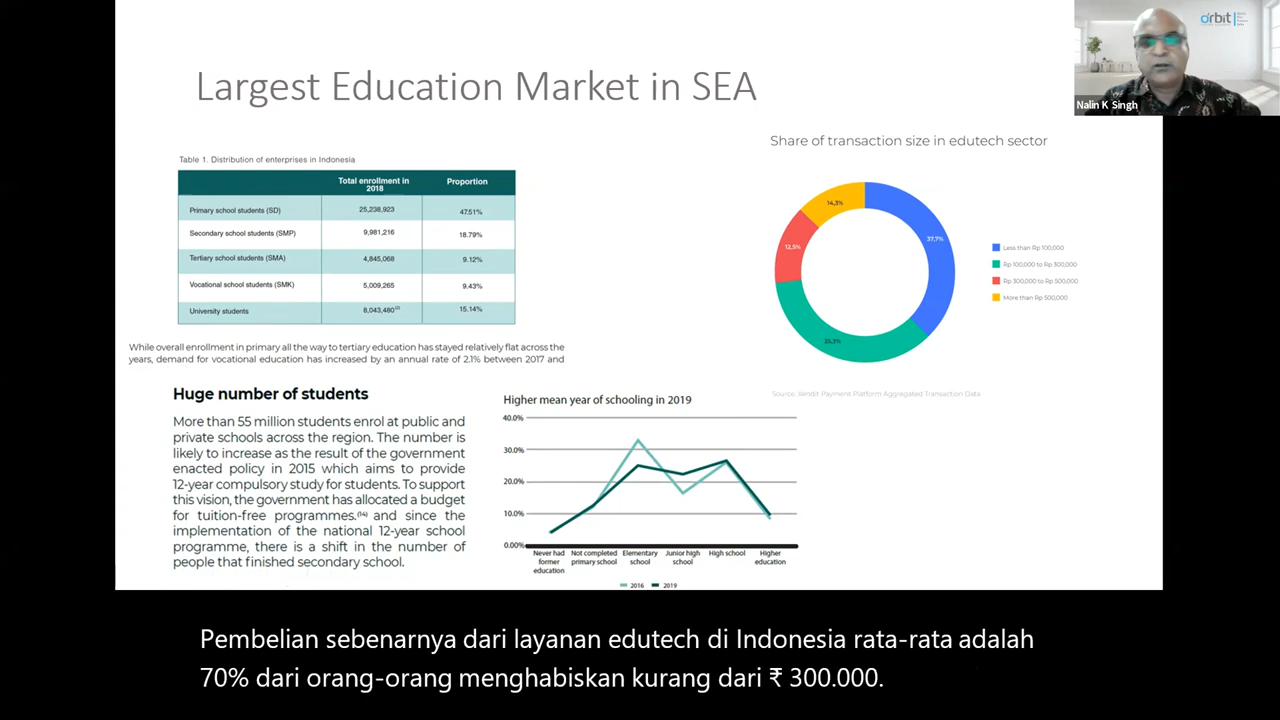 Largest Education Market in SEA
órbit
Nalin K Singh
Share of transaction size in edutech sector
Table 1. Distribution of enterprises in Indonesia
Total enrollment in
2018
Proportion
Primary school students (SD) 25,238,923 47.51%
Secondary school students (SMP) 9,981,216 18.79%
Tertiary school students (SMA) 4,845,068 9.12%
Vocational school students (SMK) 5,009,265 9.43%
University students 8,043,480(2) 15.14%
14,3%
37,7%
12,5%
Less than Rp 100,000
Rp 100,000 to Rp 300,000
Rp 300,000 to Rp 500,000
More than Rp 500,000
While overall enrollment in primary all the way to tertiary education has stayed relatively flat across the
years, demand for vocational education has increased by an annual rate of 2.1% between 2017 and
Source: Xendit Payment Platform Aggregated Transaction Data
Huge number of students
More than 55 million students enrol at public and
private schools across the region. The number is
likely to increase as the result of the government
enacted policy in 2015 which aims to provide
12-year compulsory study for students. To support
this vision, the government has allocated a budget
for tuition-free programmes.(14) and since the
implementation of the national 12-year school
programme, there is a shift in the number of
people that finished secondary school.
Higher mean year of schooling in 2019
40.0%
30.0%
20.0%
10.0%
0.00%
Never had Not completed Elementary Junior high High school Higher
former primary school school school education
education
2016 2019
Pembelian sebenarnya dari layanan edutech di Indonesia rata-rata adalah
70% dari orang-orang menghabiskan kurang dari ₹ 300.000.